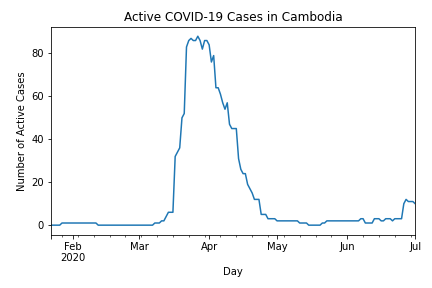 Active COVID-19 Cases in Cambodia
Number of Active Cases
80
60
40
20
0
Feb
2020
Mar
Apr
May
Jun
Jul
Day